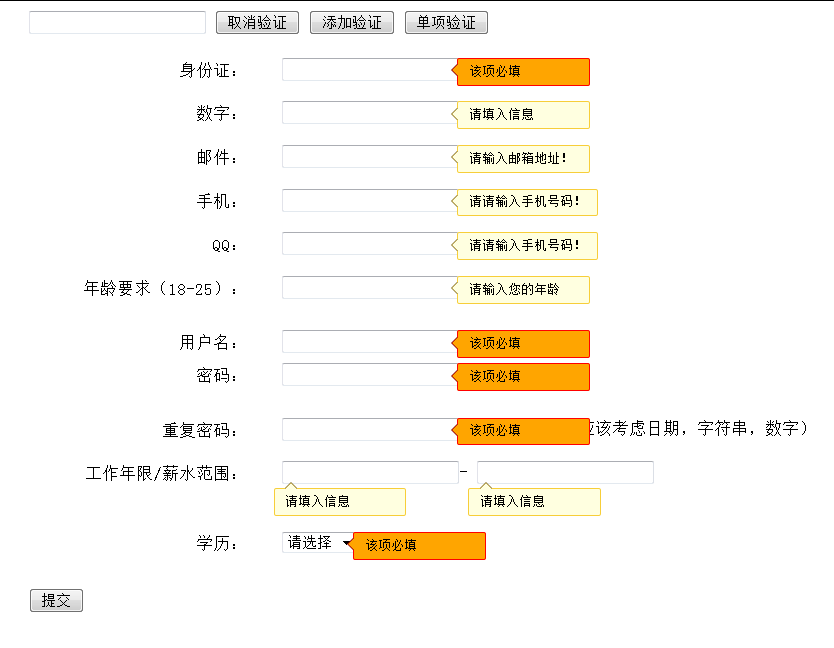 取消验证 添加验证 单项验证
身份证： 该项必填
数字： 请填入信息
邮件： 请输入邮箱地址!
手机： 请请输入手机号码!
QQ： 请请输入手机号码!
年龄要求（18-25）： 请输入您的年龄
用户名： 该项必填
密码： 该项必填
重复密码： 该项必填 该考虑日期，字符串，数字）
工作年限/薪水范围： -
请填入信息 请填入信息
学历： 请选择 该项必填
提交